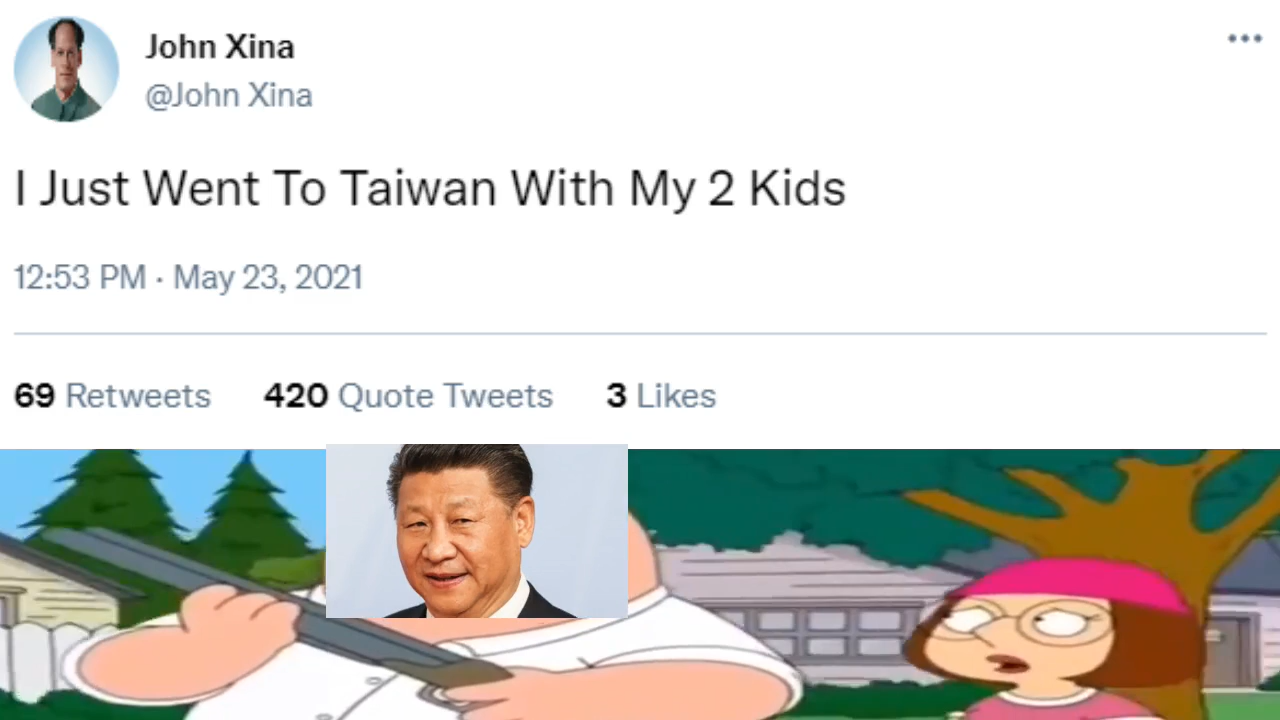 John Xina
@John Xina
I Just Went To Taiwan With My 2 Kids
12:53 PM · May 23, 2021
69 Retweets 420 Quote Tweets 3 Likes